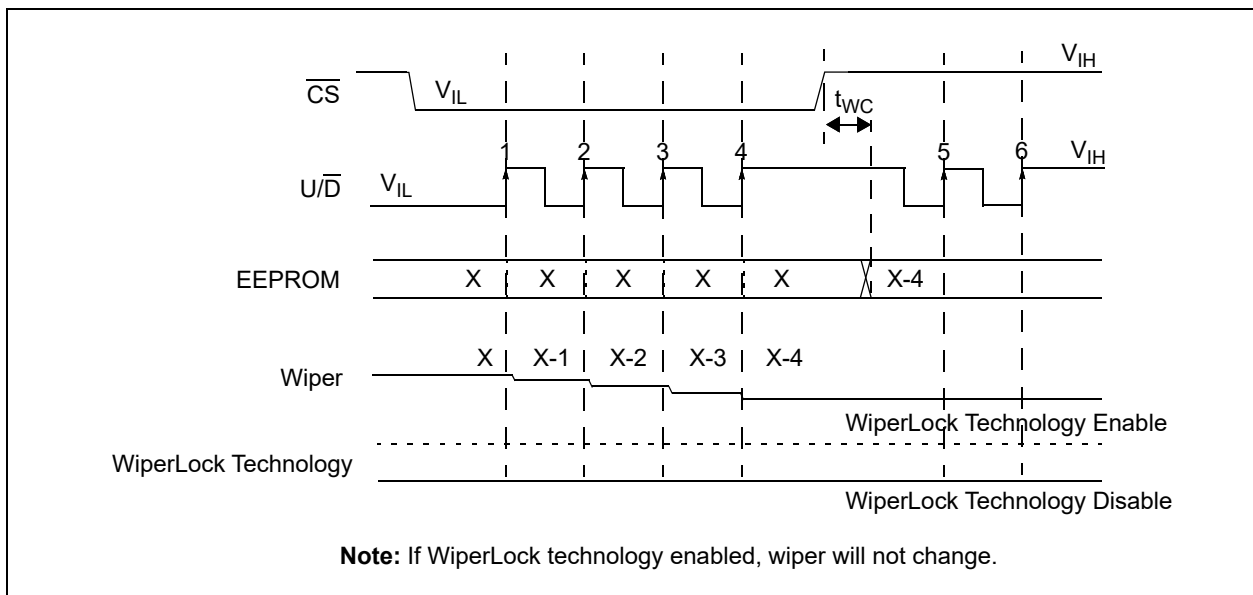 V_IH
C̅S̅
V_IL
t_WC
1 2 3 4 5 6
V_IH
U/D̅
V_IL
EEPROM
X X X X X X-4
X X-1 X-2 X-3 X-4
Wiper
WiperLock Technology Enable
WiperLock Technology
WiperLock Technology Disable
Note: If WiperLock technology enabled, wiper will not change.